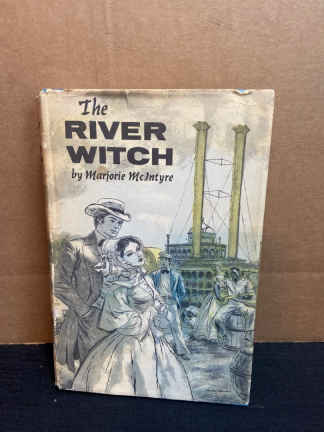 The
RIVER
WITCH
by Marjorie McIntyre